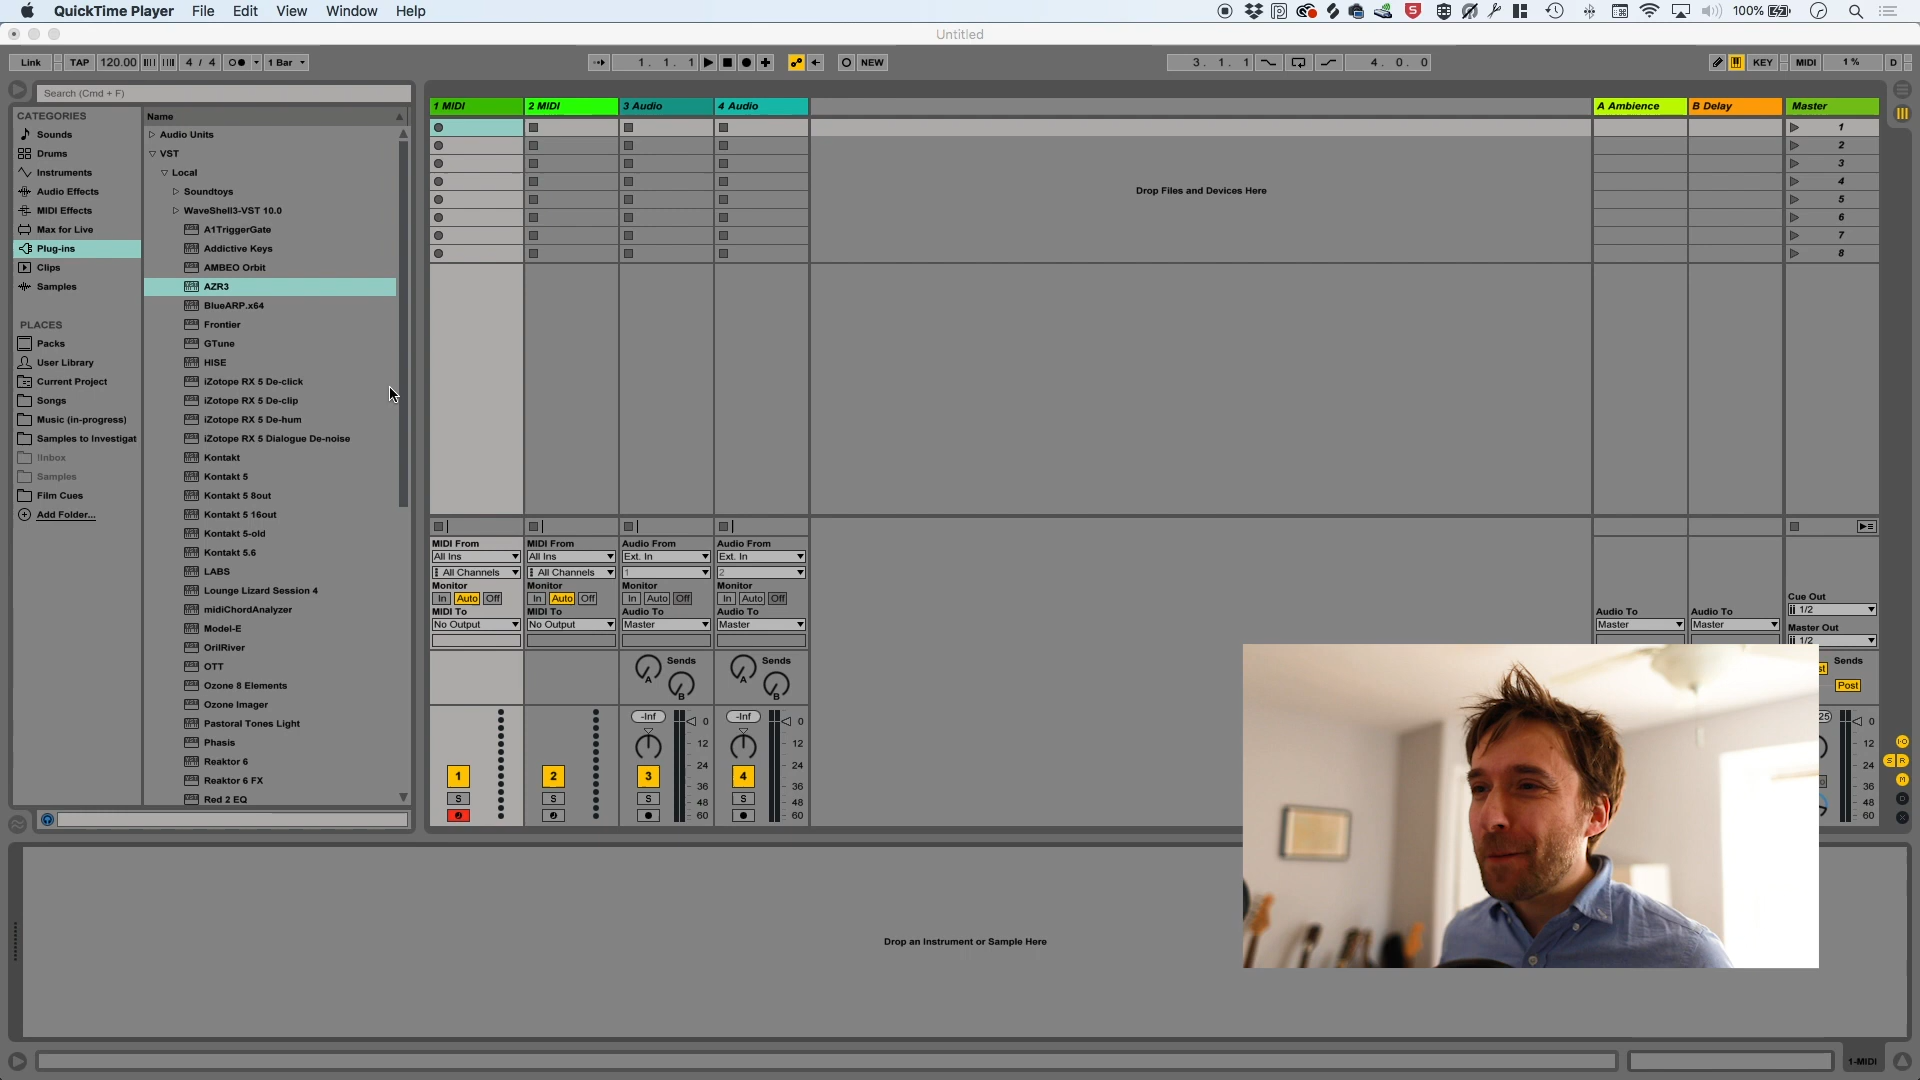 QuickTime Player File Edit View Window Help 100%
Untitled
Link TAP 120.00 4 / 4 1 Bar 1. 1. 1 NEW 3. 1. 1 4. 0. 0 KEY MIDI 1 % D
Search (Cmd + F)
CATEGORIES
Sounds
Drums
Instruments
Audio Effects
MIDI Effects
Max for Live
Plug-ins
Clips
Samples
PLACES
Packs
User Library
Current Project
Songs
Music (in-progress)
Samples to Investigat
!Inbox
Samples
Film Cues
Add Folder...
Name
Audio Units
VST
Local
Soundtoys
WaveShell3-VST 10.0
A1TriggerGate
Addictive Keys
AMBEO Orbit
AZR3
BlueARP.x64
Frontier
GTune
HISE
iZotope RX 5 De-click
iZotope RX 5 De-clip
iZotope RX 5 De-hum
iZotope RX 5 Dialogue De-noise
Kontakt
Kontakt 5
Kontakt 5 8out
Kontakt 5 16out
Kontakt 5-old
Kontakt 5.6
LABS
Lounge Lizard Session 4
midiChordAnalyzer
Model-E
OrilRiver
OTT
Ozone 8 Elements
Ozone Imager
Pastoral Tones Light
Phasis
Reaktor 6
Reaktor 6 FX
Red 2 EQ
1 MIDI 2 MIDI 3 Audio 4 Audio A Ambience B Delay Master
1
2
3
4
5
6
7
8
Drop Files and Devices Here
MIDI From MIDI From Audio From Audio From
All Ins All Ins Ext. In Ext. In
All Channels All Channels 1 2
Monitor Monitor Monitor Monitor
In Auto Off In Auto Off In Auto Off In Auto Off
MIDI To MIDI To Audio To Audio To Audio To Audio To
No Output No Output Master Master Master Master
Cue Out
1/2
Master Out
1/2
Sends Sends Sends
A B A B
Post
-Inf -Inf
0 0 0
12 12 12
24 24 24
36 36 36
48 48 48
60 60 60
1 2 3 4
S S S S
Drop an Instrument or Sample Here
1-MIDI